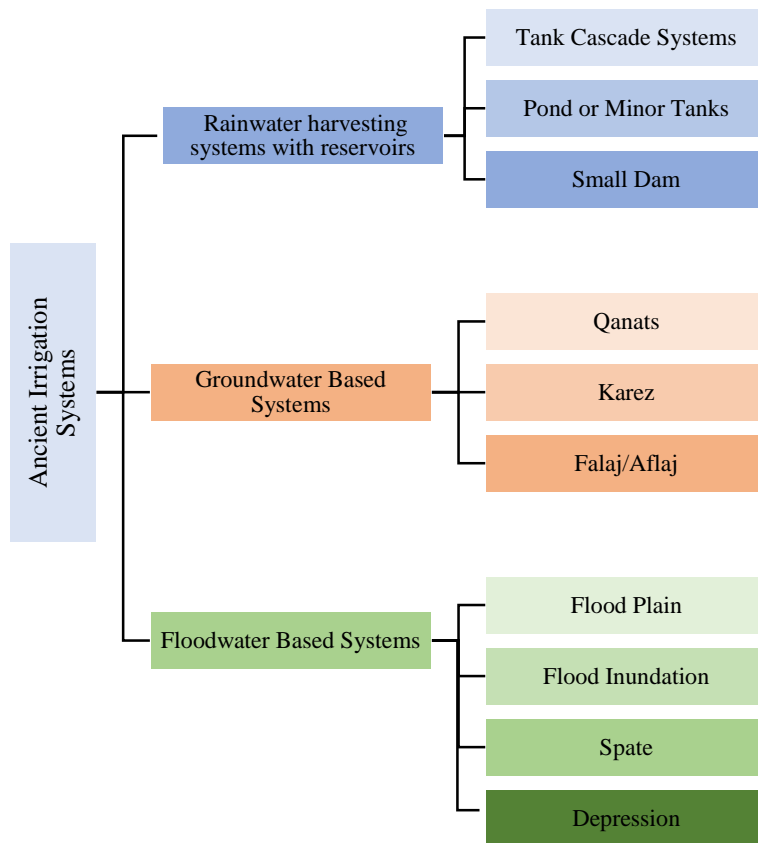 Ancient Irrigation
Systems
Rainwater harvesting
systems with reservoirs
Tank Cascade Systems
Pond or Minor Tanks
Small Dam
Groundwater Based
Systems
Qanats
Karez
Falaj/Aflaj
Floodwater Based Systems
Flood Plain
Flood Inundation
Spate
Depression